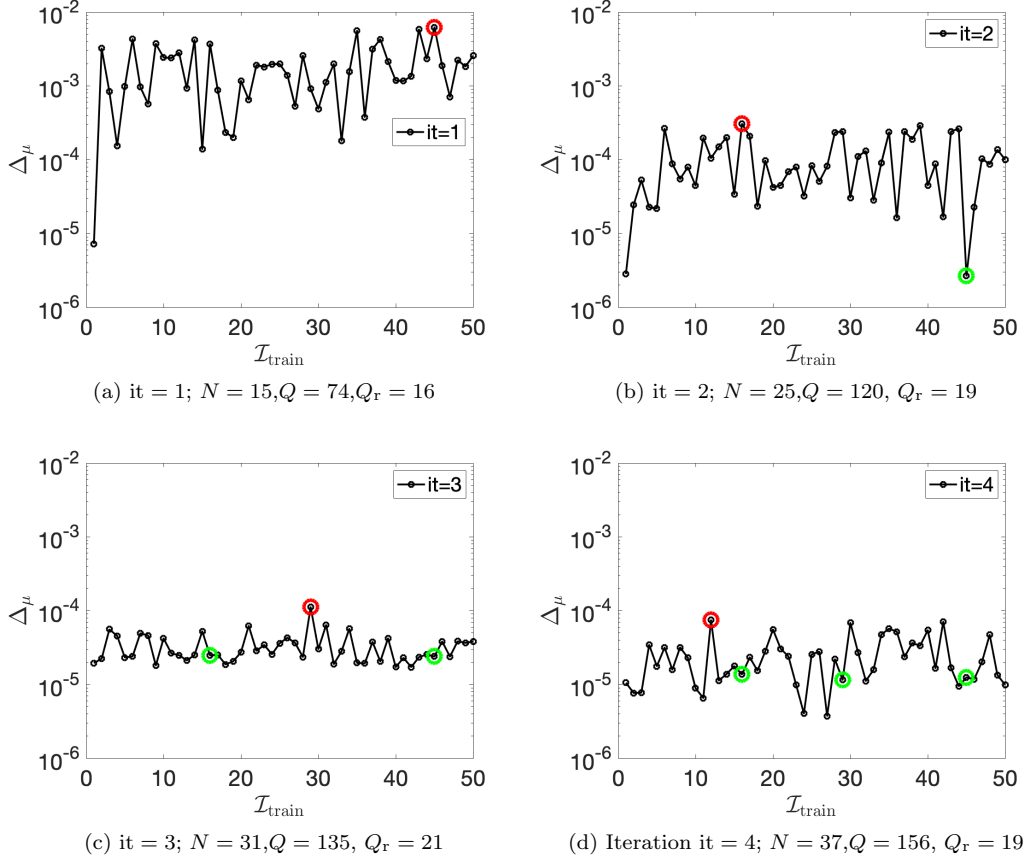 10^-2
10^-3
10^-4
10^-5
10^-6
Δ_μ
it=1
0 10 20 30 40 50
I_train
(a) it = 1; N = 15,Q = 74,Q_r = 16
10^-2
10^-3
10^-4
10^-5
10^-6
Δ_μ
it=2
0 10 20 30 40 50
I_train
(b) it = 2; N = 25,Q = 120, Q_r = 19
10^-2
10^-3
10^-4
10^-5
10^-6
Δ_μ
it=3
0 10 20 30 40 50
I_train
(c) it = 3; N = 31,Q = 135, Q_r = 21
10^-2
10^-3
10^-4
10^-5
10^-6
Δ_μ
it=4
0 10 20 30 40 50
I_train
(d) Iteration it = 4; N = 37,Q = 156, Q_r = 19